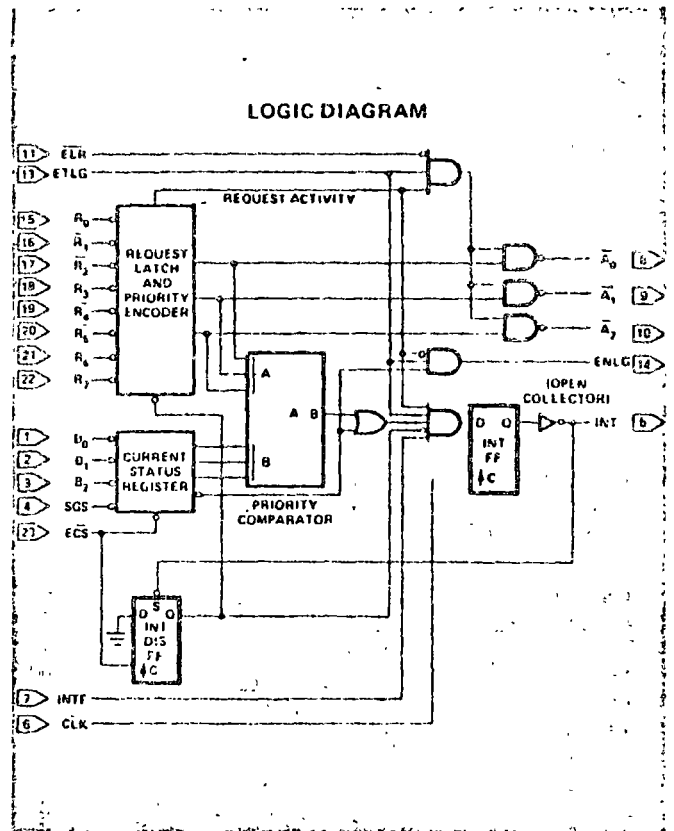 LOGIC DIAGRAM
11 ELR
13 ETLG
REQUEST ACTIVITY
15 R0
16 R1
17 R2
18 R3
19 R4
20 R5
21 R6
22 R7
REQUEST
LATCH
AND
PRIORITY
ENCODER
A0 8
A1 9
A2 10
ENLG 14
(OPEN
COLLECTOR)
A
A B
B
D Q
INT
FF
C
INT
1
2 B1
3 B2
4 SGS
23 ECS
CURRENT
STATUS
REGISTER
PRIORITY
COMPARATOR
S
D Q
DIS
FF
C
7 INTE
6 CLK